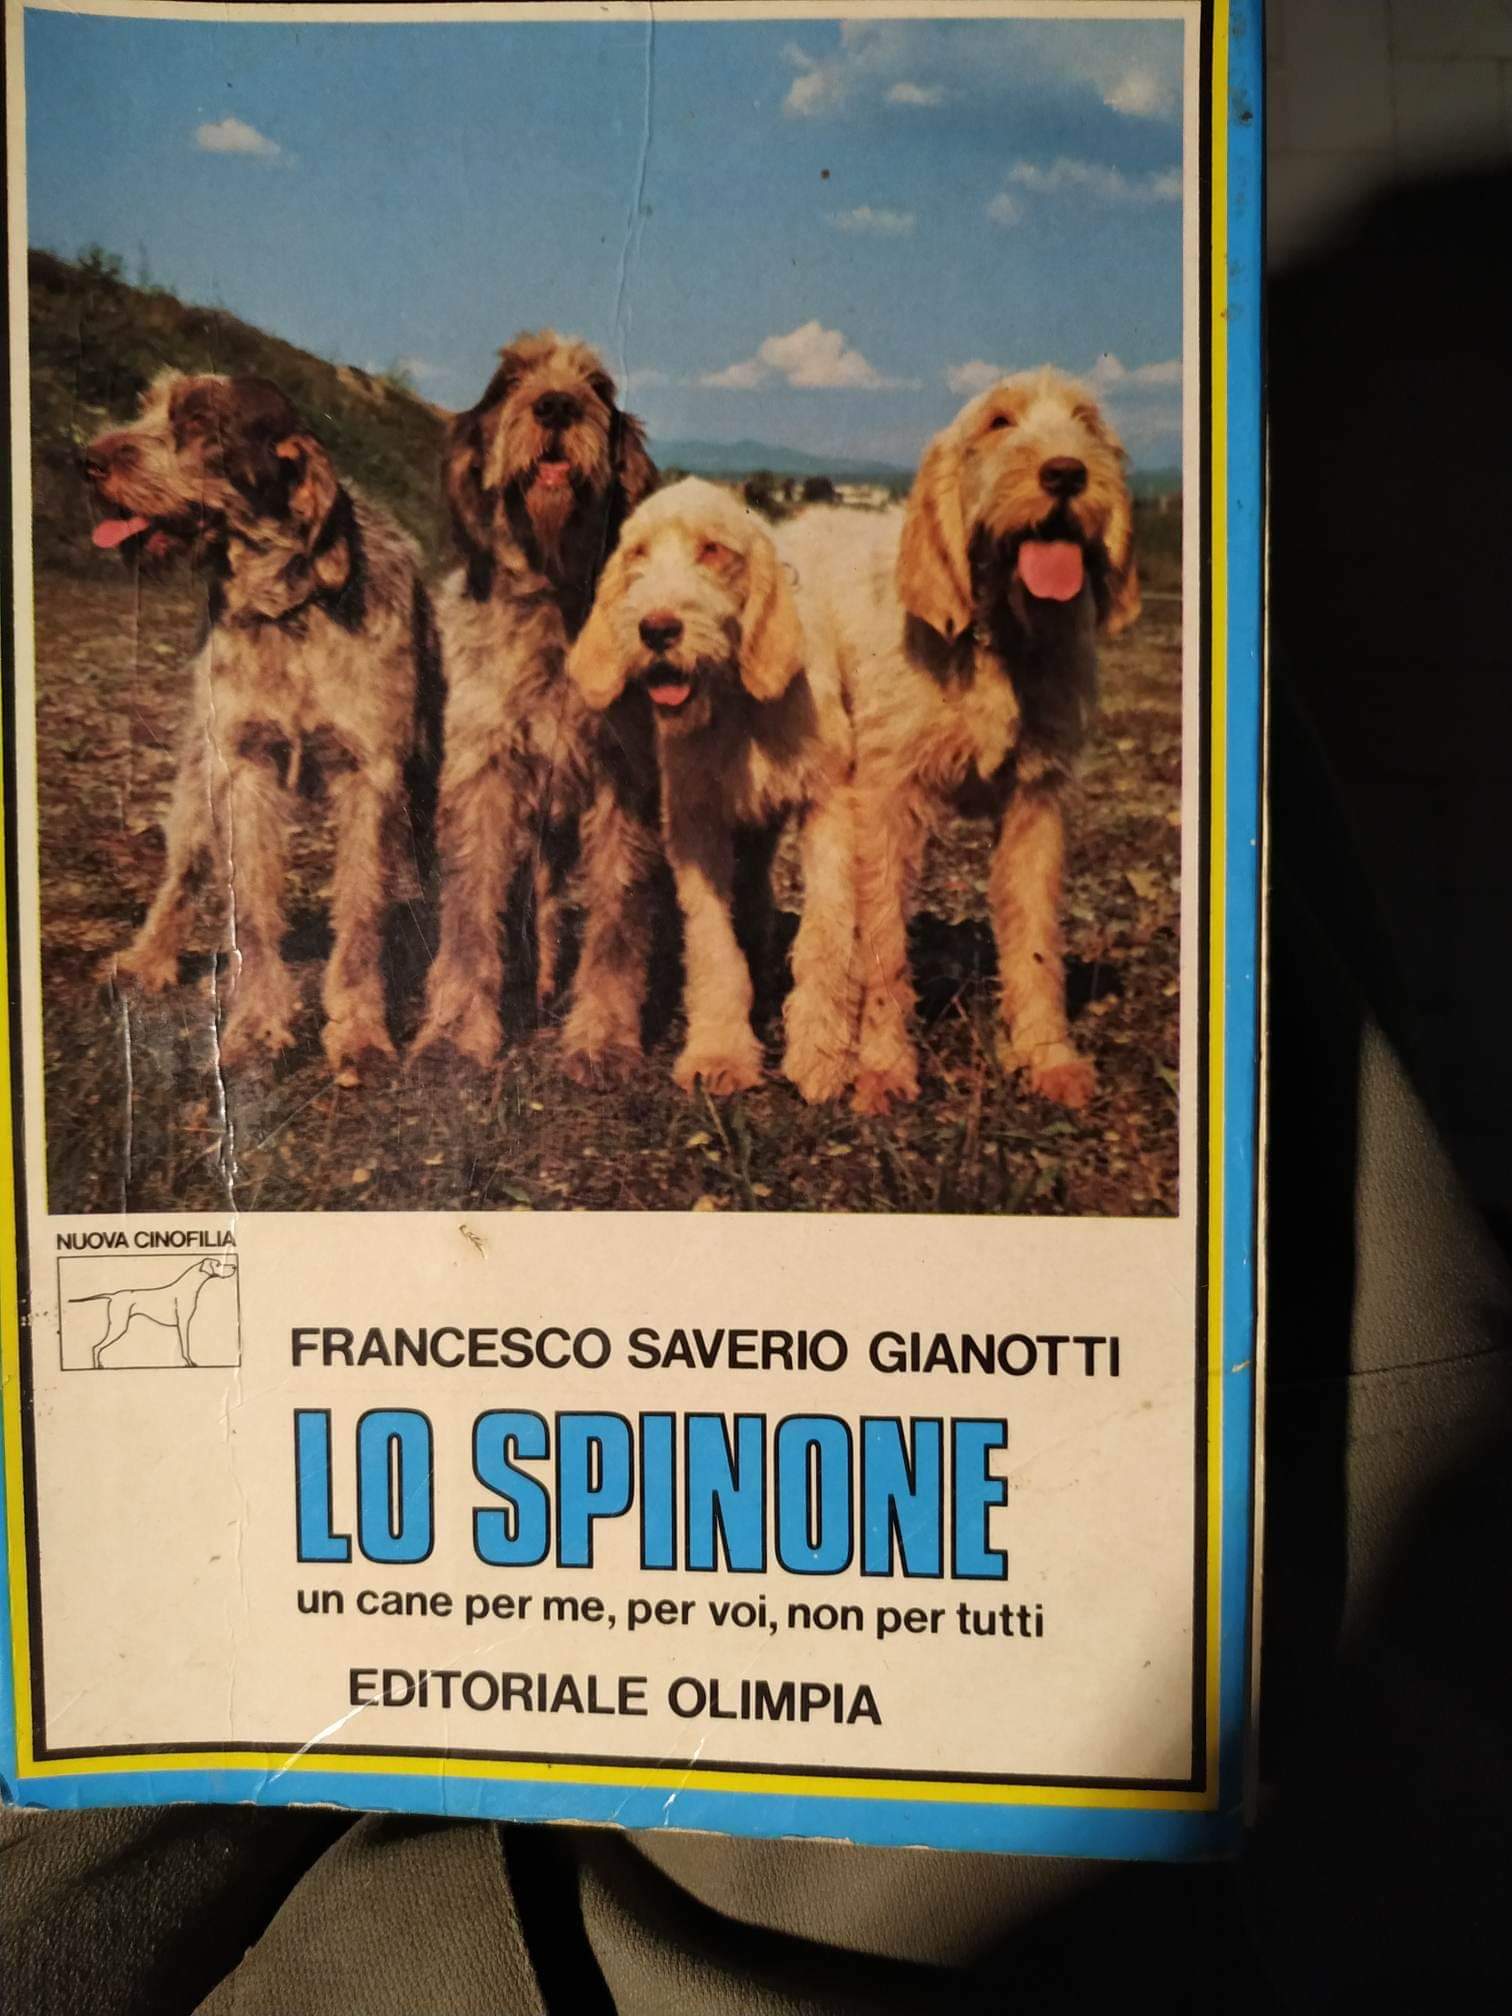 NUOVA CINOFILIA
FRANCESCO SAVERIO GIANOTTI
LO SPINONE
un cane per me, per voi, non per tutti
EDITORIALE OLIMPIA